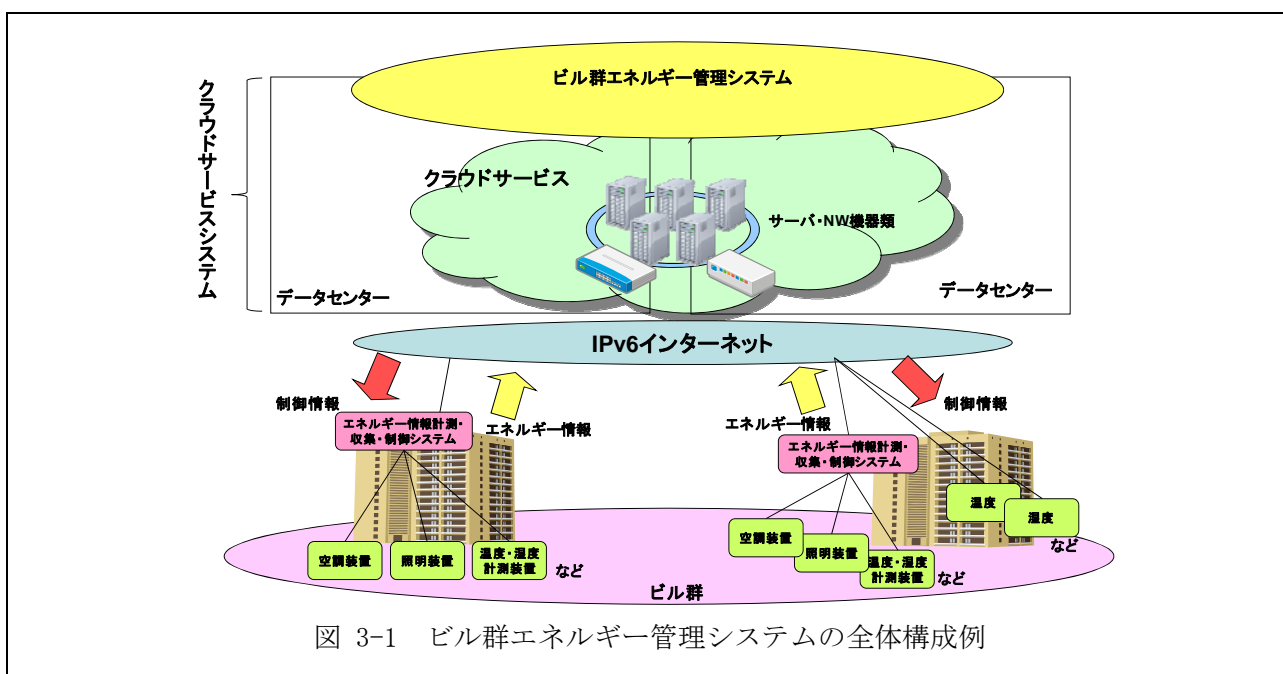 ビル群エネルギー管理システム
クラウドサービスシステム
クラウドサービス
サーバ・NW機器類
データセンター
データセンター
IPv6インターネット
制御情報
エネルギー情報
エネルギー情報計測・
収集・制御システム
エネルギー情報
制御情報
エネルギー情報計測・
収集・制御システム
空調装置
照明装置
温度・湿度
計測装置
など
空調装置
照明装置
温度・湿度
計測装置
など
温度
湿度
など
ビル群
図 3-1 ビル群エネルギー管理システムの全体構成例